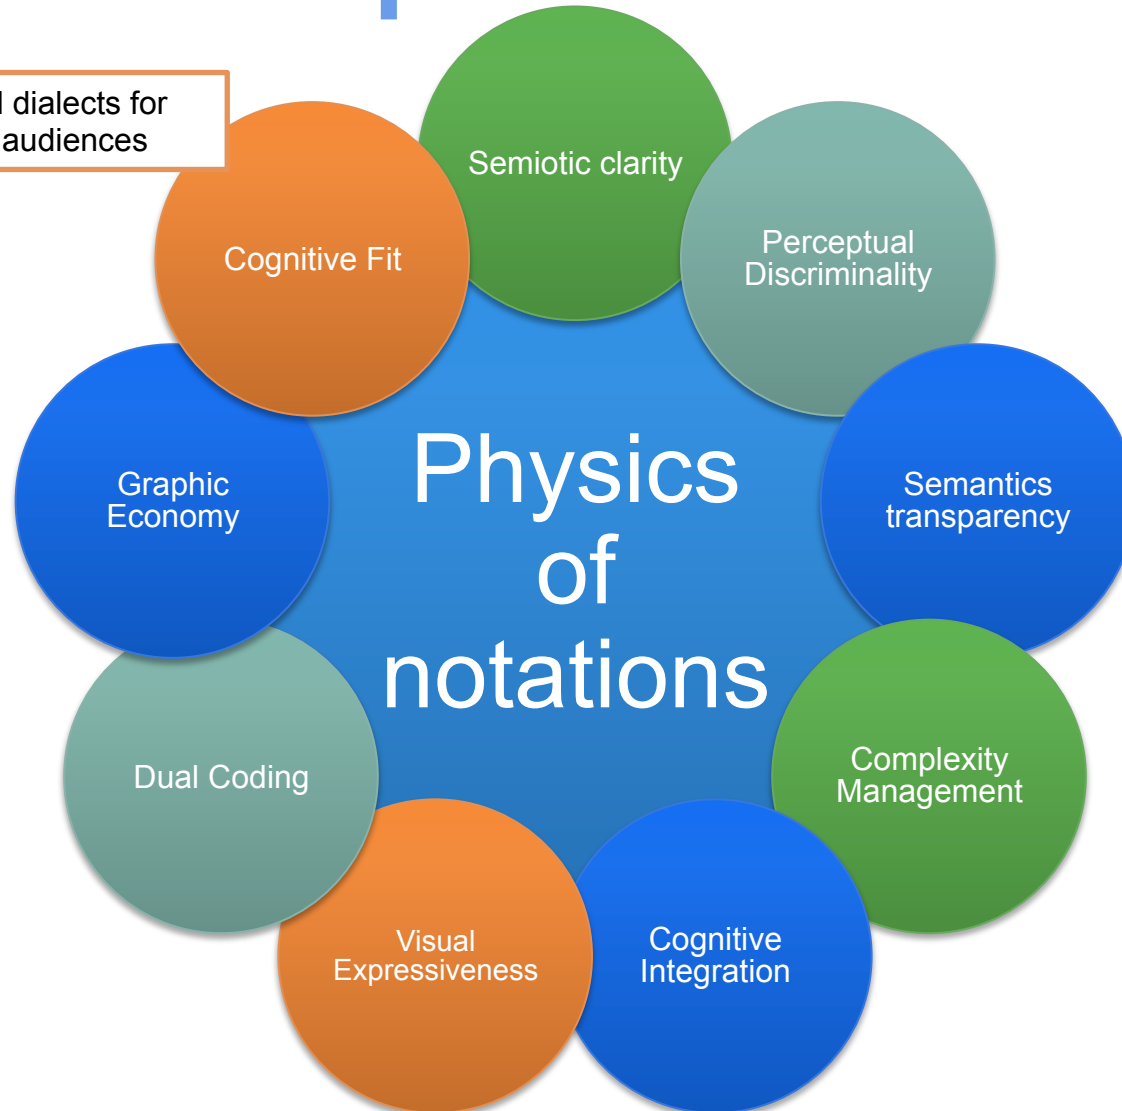 dialects for
audiences
Semiotic clarity
Perceptual
Discriminality
Semantics
transparency
Complexity
Management
Cognitive
Integration
Visual
Expressiveness
Dual Coding
Graphic
Economy
Cognitive Fit
Physics
of
notations